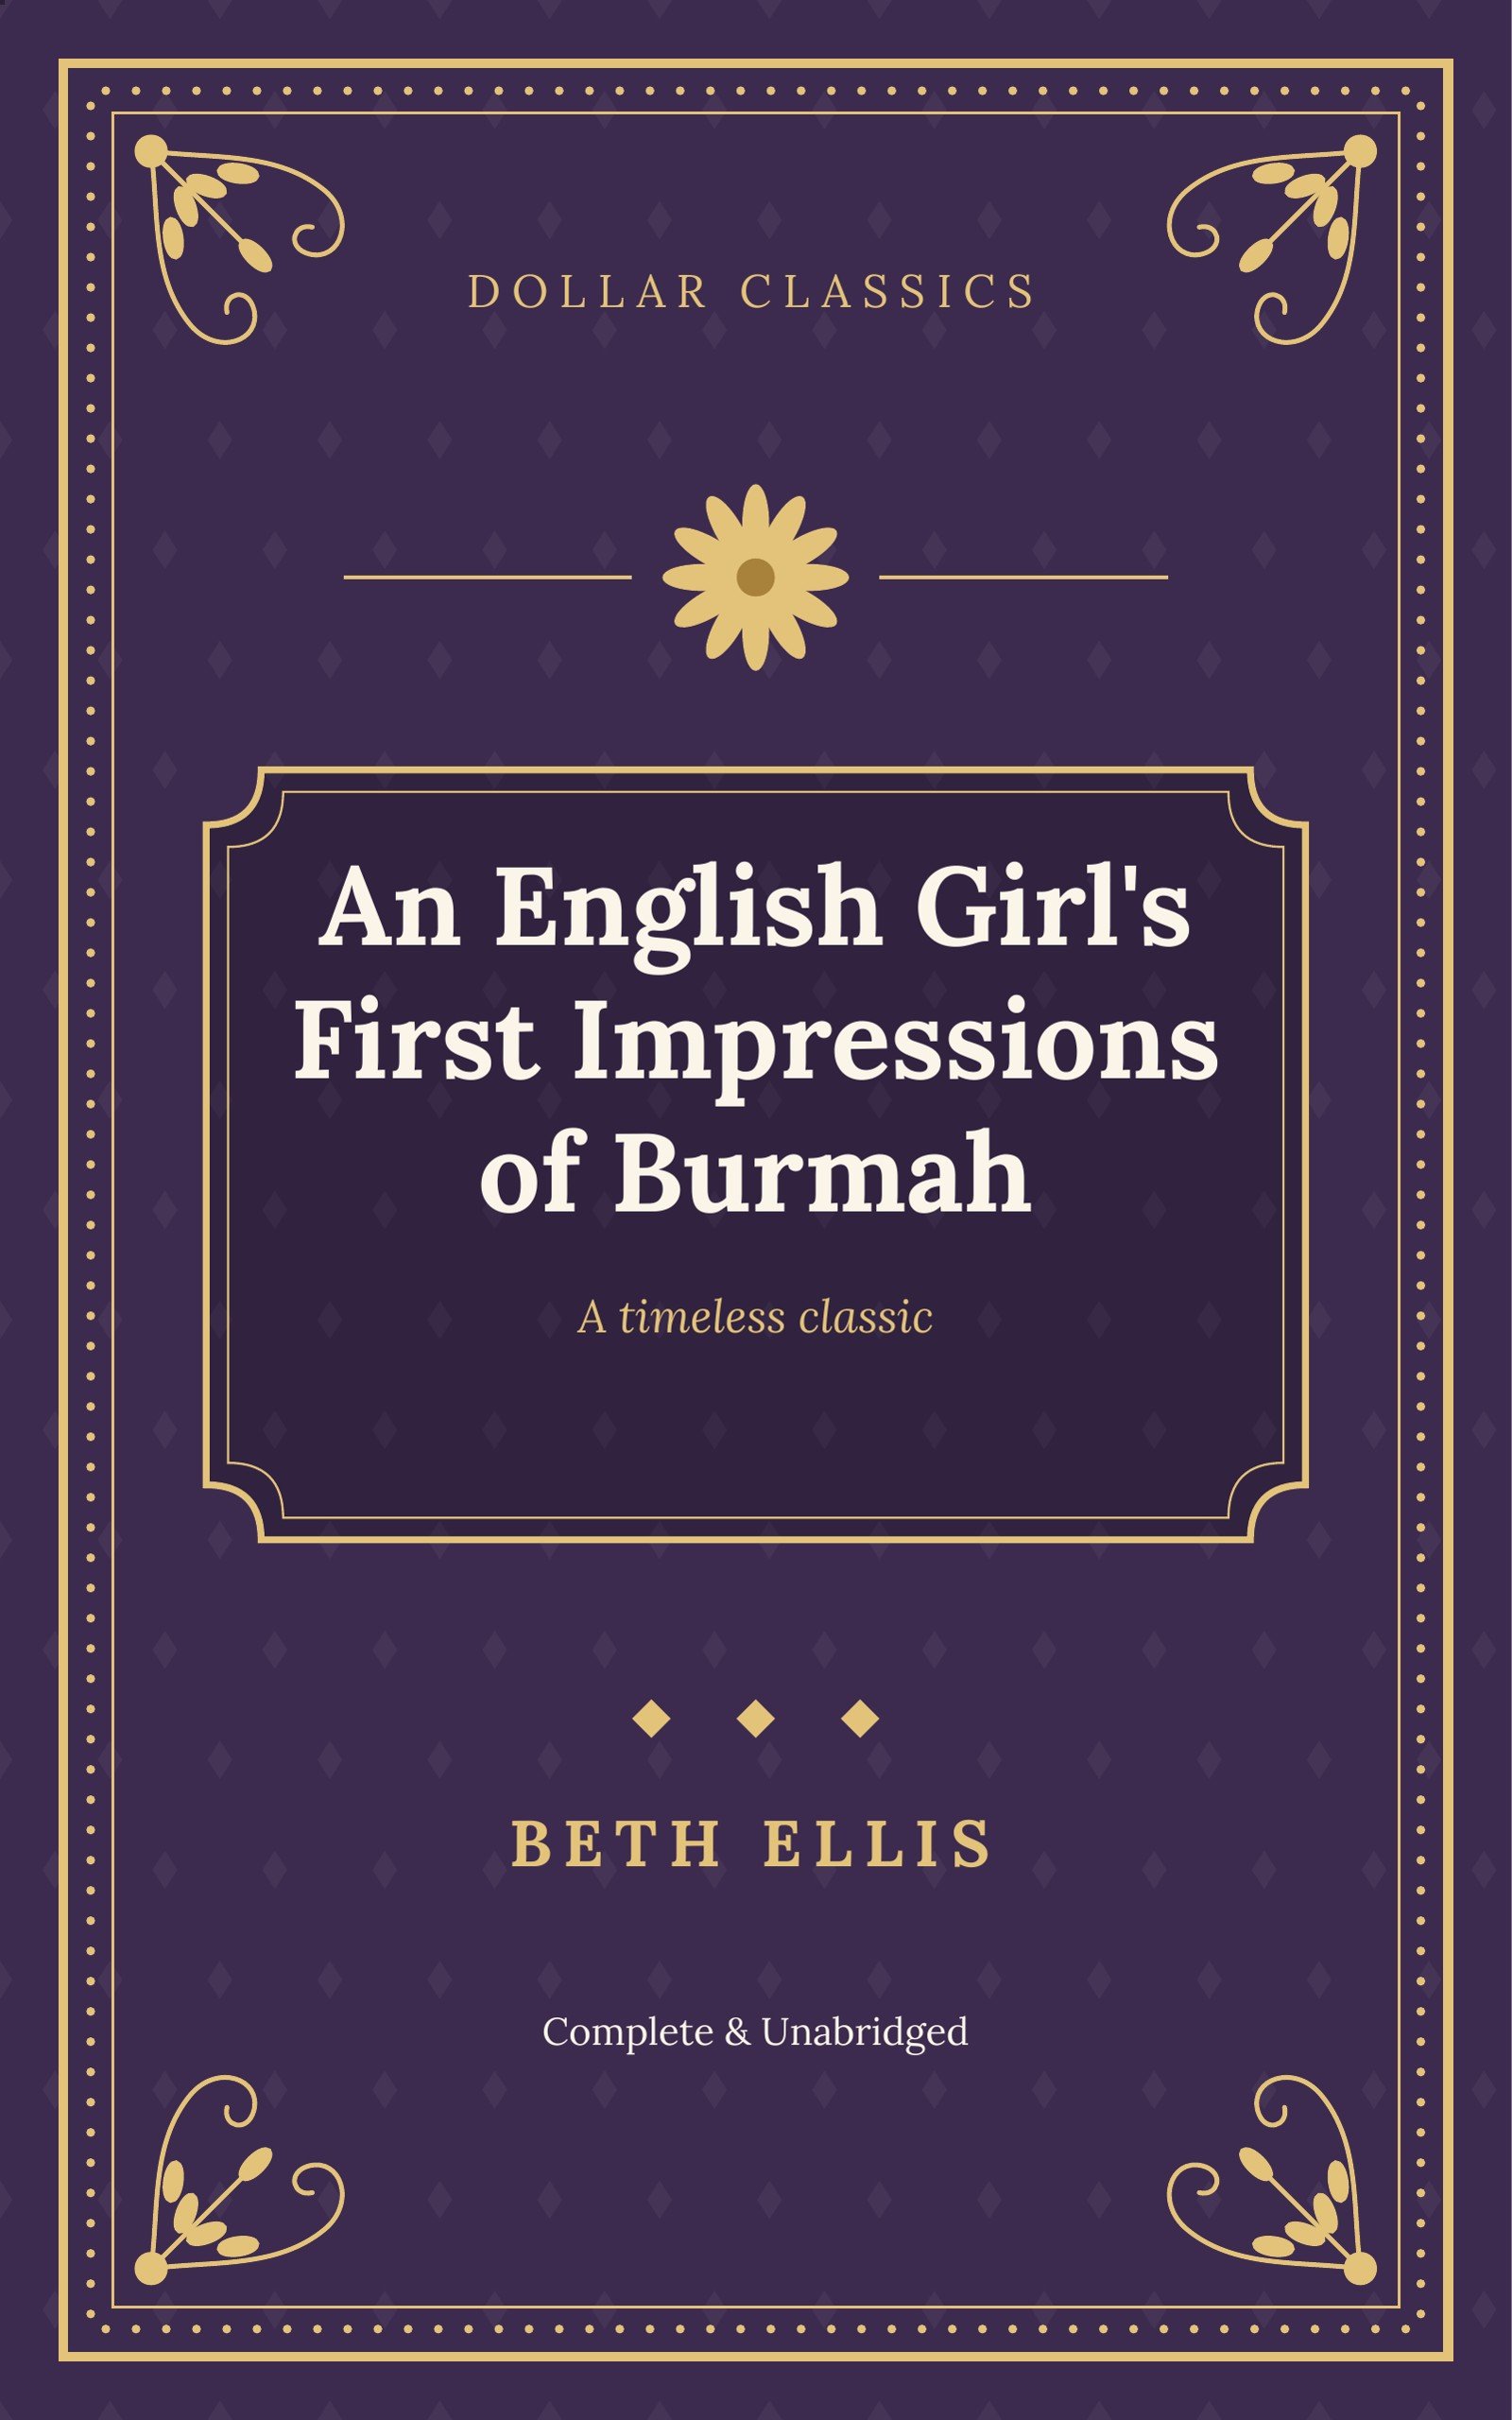 DOLLAR CLASSICS
An English Girl's
First Impressions
of Burmah
A timeless classic
BETH ELLIS
Complete & Unabridged